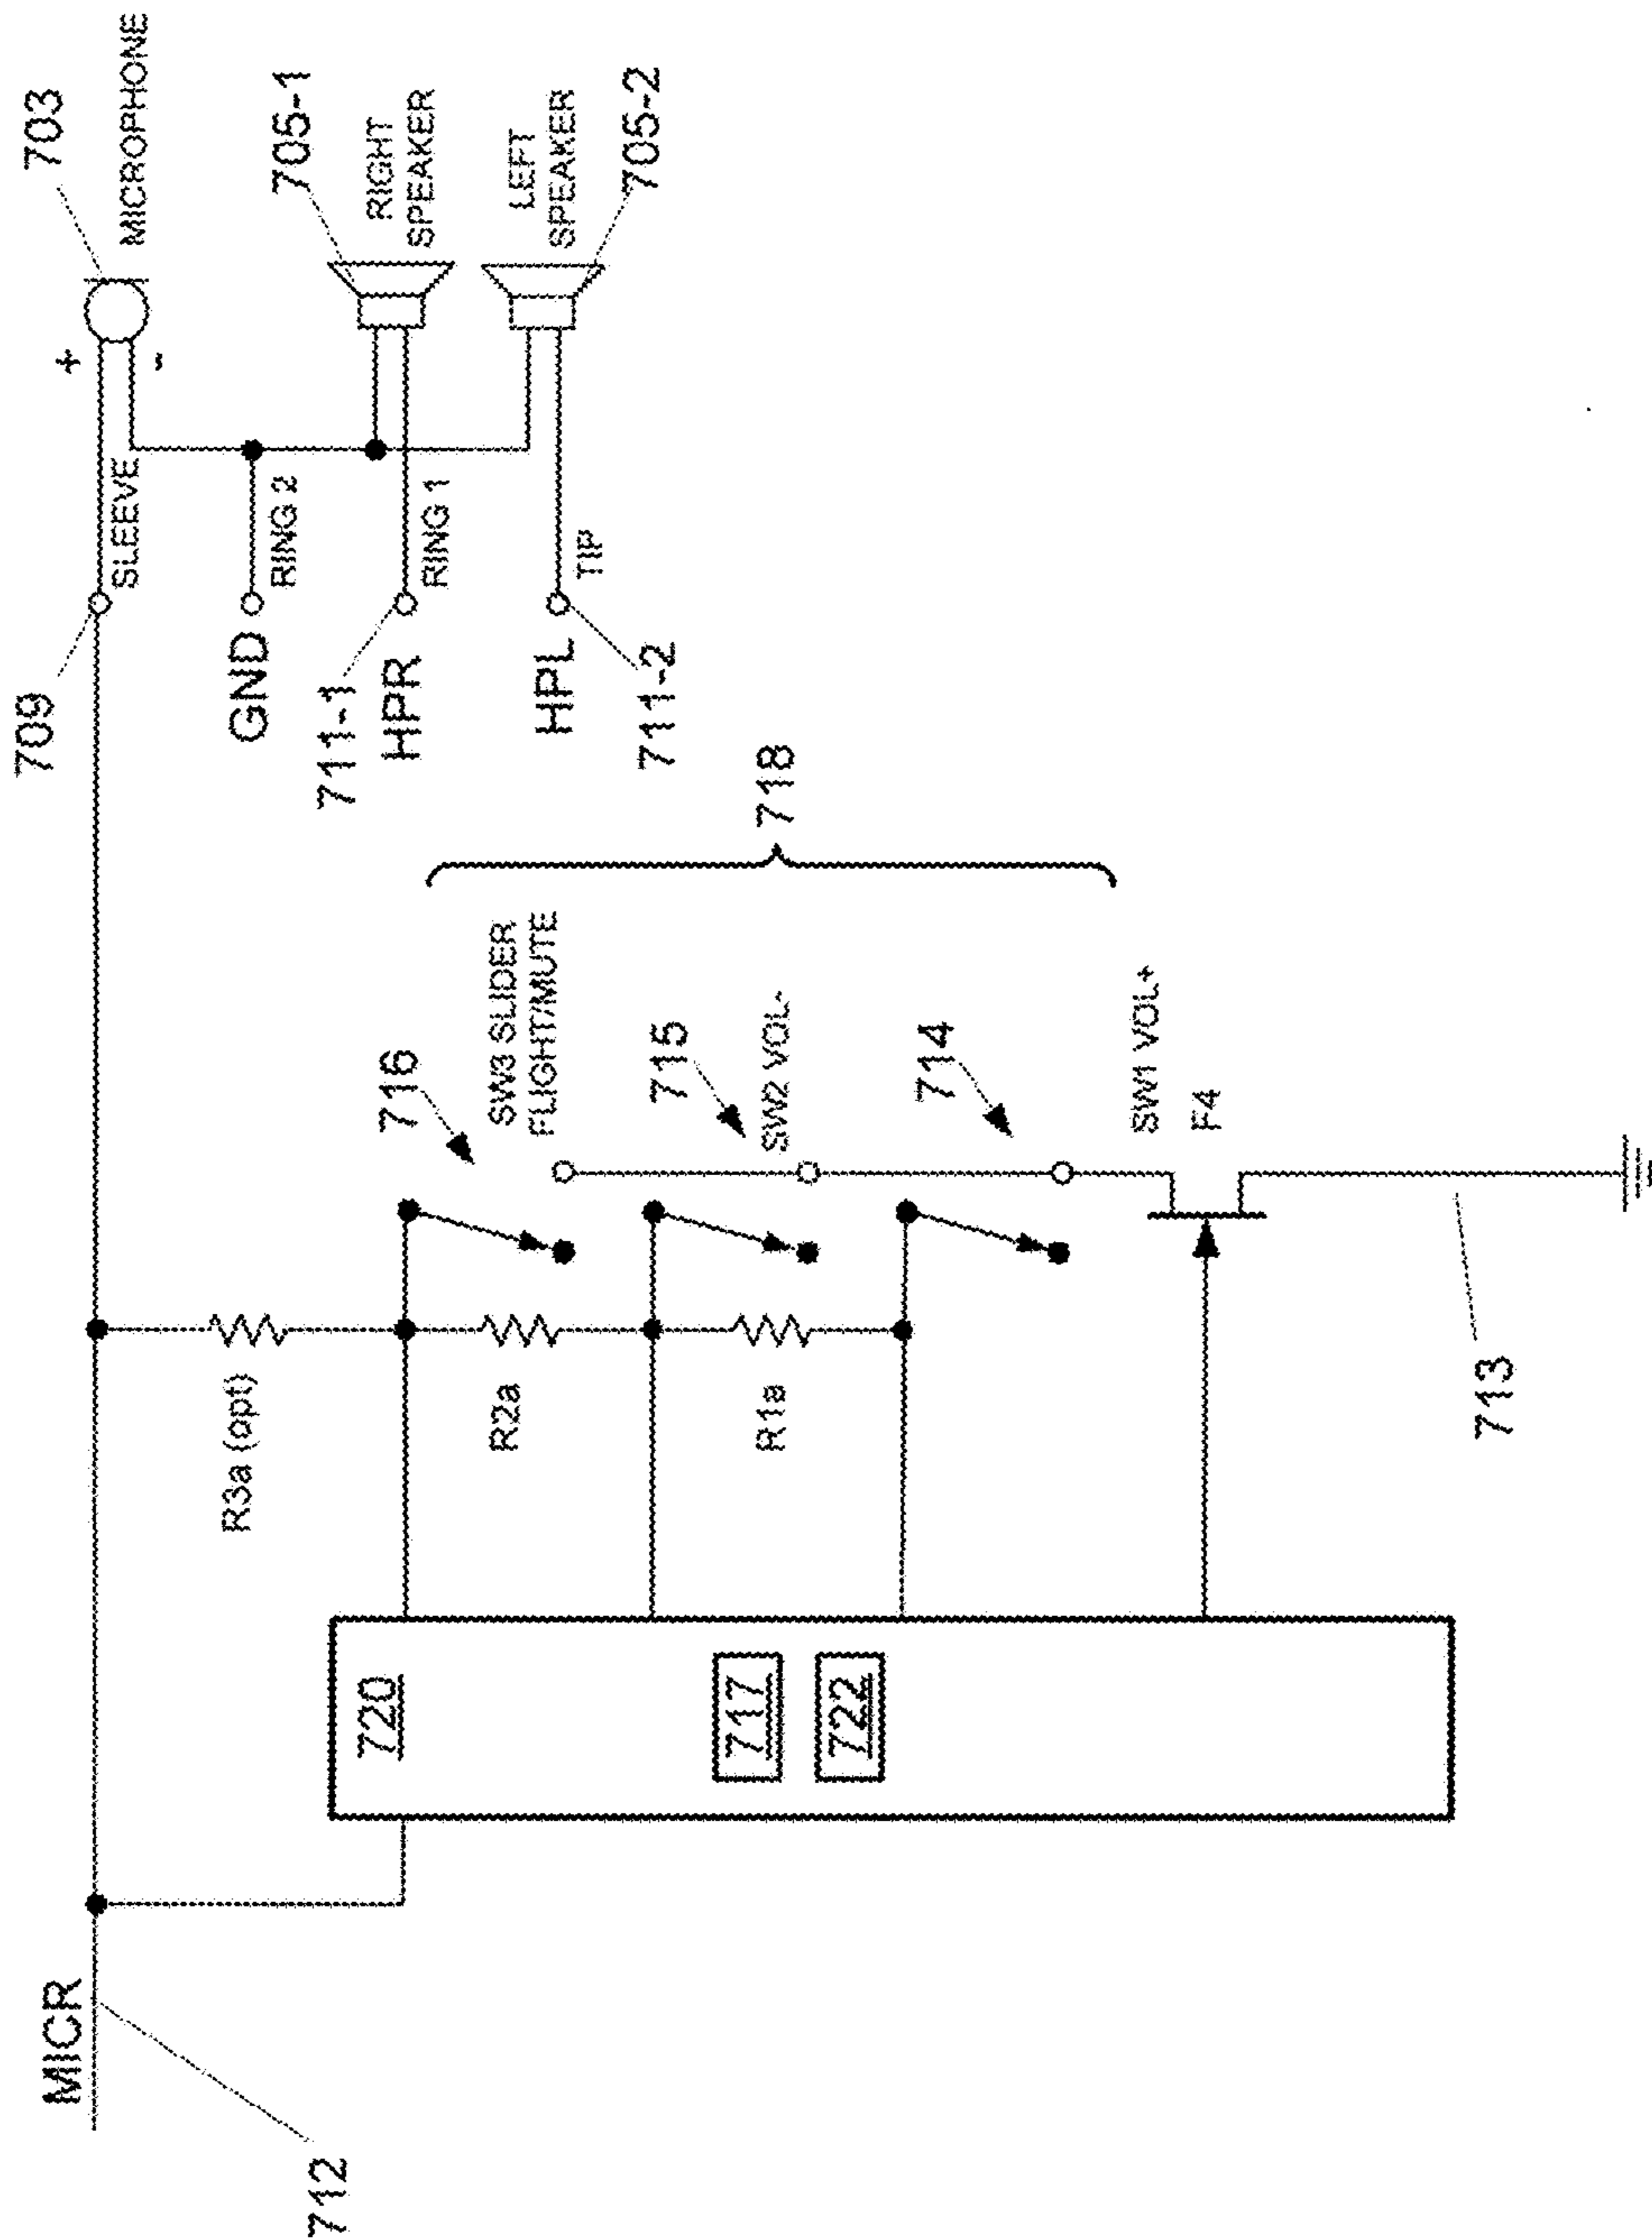 703
MICROPHONE
+
-
SLEEVE
709
GND
RING 2
705-1
RIGHT
SPEAKER
711-1
HPR
RING 1
LEFT
SPEAKER
705-2
HPL
TIP
711-2
718
716
SW3 SLIDER
FLIGHT/MUTE
715
SW2 VOL-
714
SW1 VOL+
F4
713
R3a (opt)
R2a
R1a
720
717
722
MICR
712